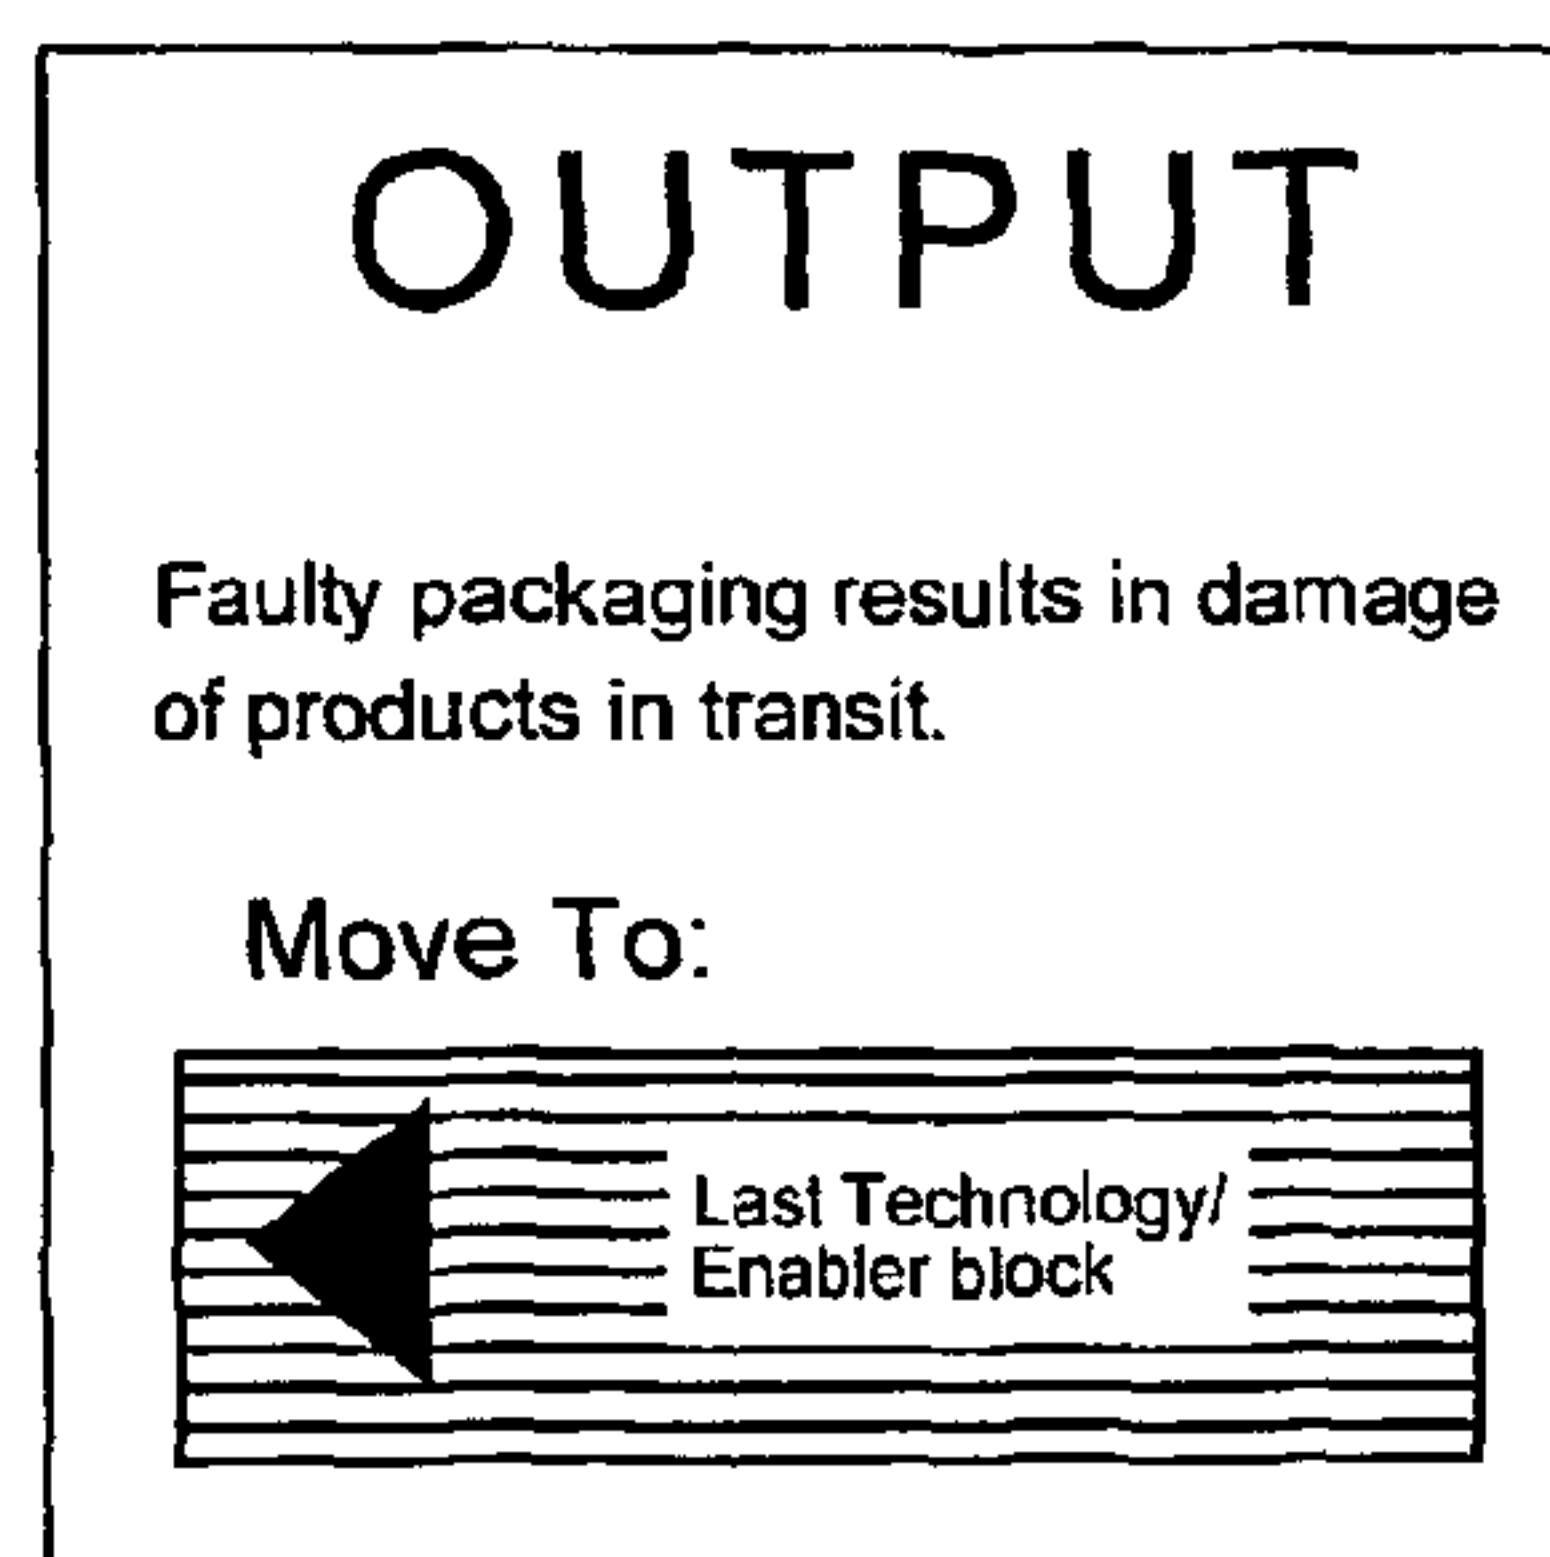 OUTPUT
Faulty packaging results in damage
of products in transit.
Move To:
Last Technology/
Enabler block